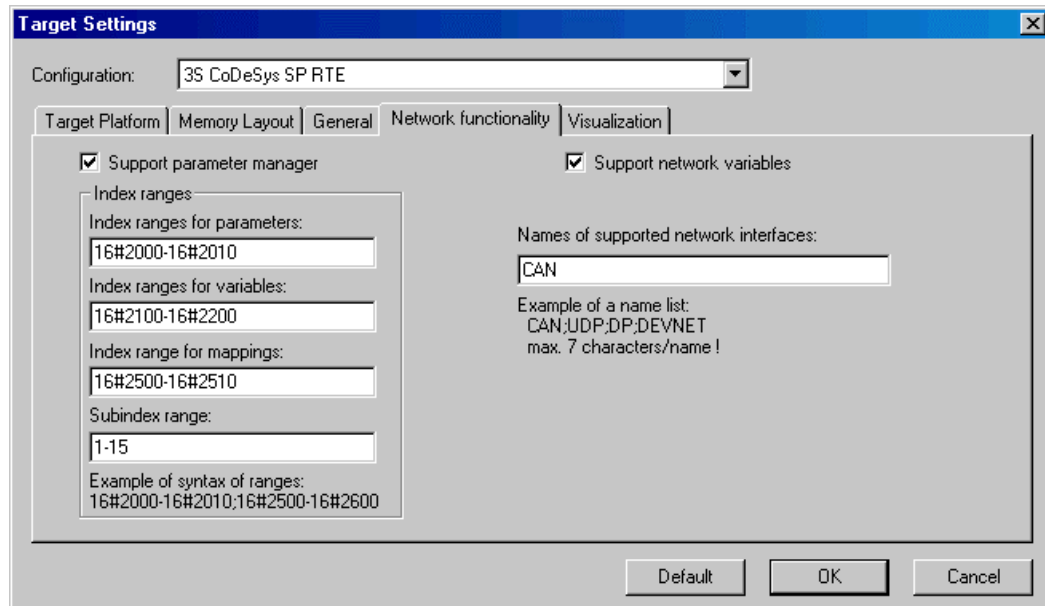 Target Settings
Configuration: 3S CoDeSys SP RTE
Target Platform Memory Layout General Network functionality Visualization
Support parameter manager
Index ranges
Index ranges for parameters:
16#2000-16#2010
Index ranges for variables:
16#2100-16#2200
Index range for mappings:
16#2500-16#2510
Subindex range:
1-15
Example of syntax of ranges:
16#2000-16#2010;16#2500-16#2600
Support network variables
Names of supported network interfaces:
CAN
Example of a name list:
CAN;UDP;DP;DEVNET
max. 7 characters/name !
Default OK Cancel